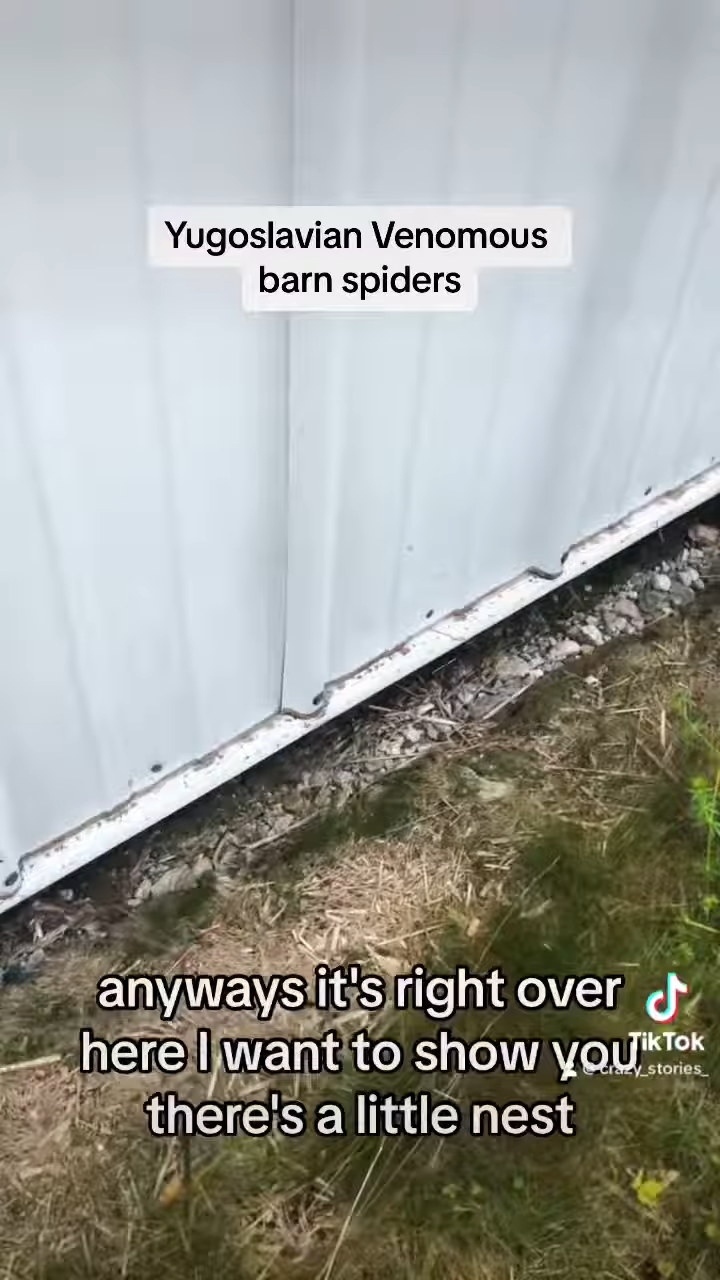 Yugoslavian Venomous
barn spiders
anyways it's right over
here I want to show you
there's a little nest
TikTok
@crazy_stories_